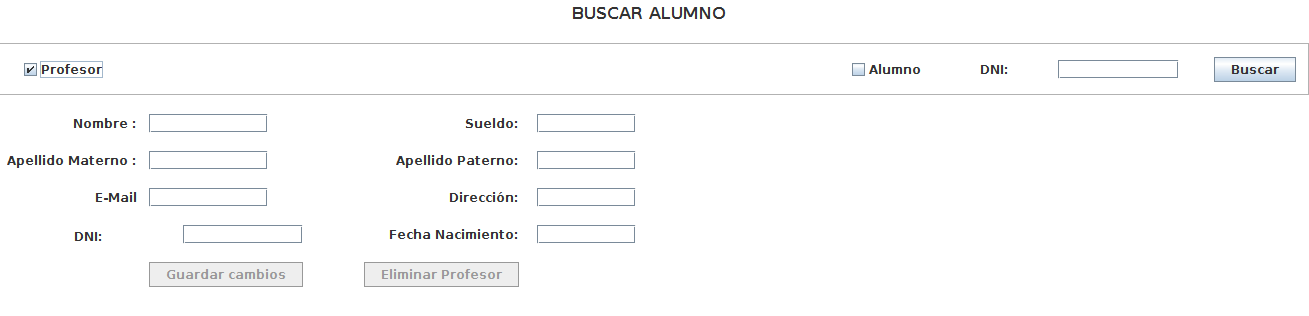 BUSCAR ALUMNO
Profesor Alumno DNI: Buscar
Nombre : Sueldo:
Apellido Materno : Apellido Paterno:
E-Mail Dirección:
DNI: Fecha Nacimiento:
Guardar cambios Eliminar Profesor